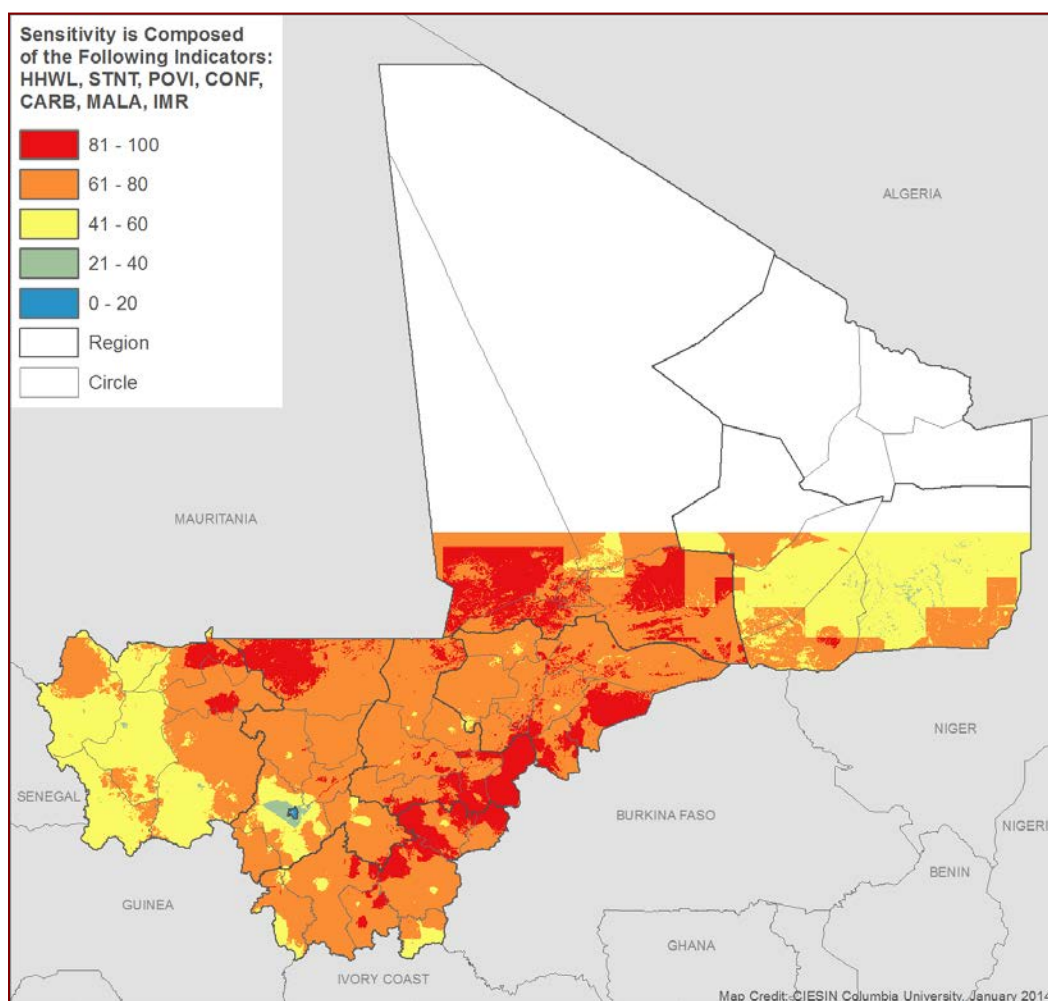 Sensitivity is Composed
of the Following Indicators:
HHWL, STNT, POVI, CONF,
CARB, MALA, IMR
81 - 100
61 - 80
41 - 60
21 - 40
0 - 20
Region
Circle
ALGERIA
MAURITANIA
NIGER
SENEGAL
BURKINA FASO
NIGERI
BENIN
GUINEA
GHANA
IVORY COAST
Map Credit: CIESIN Columbia University, January 2014